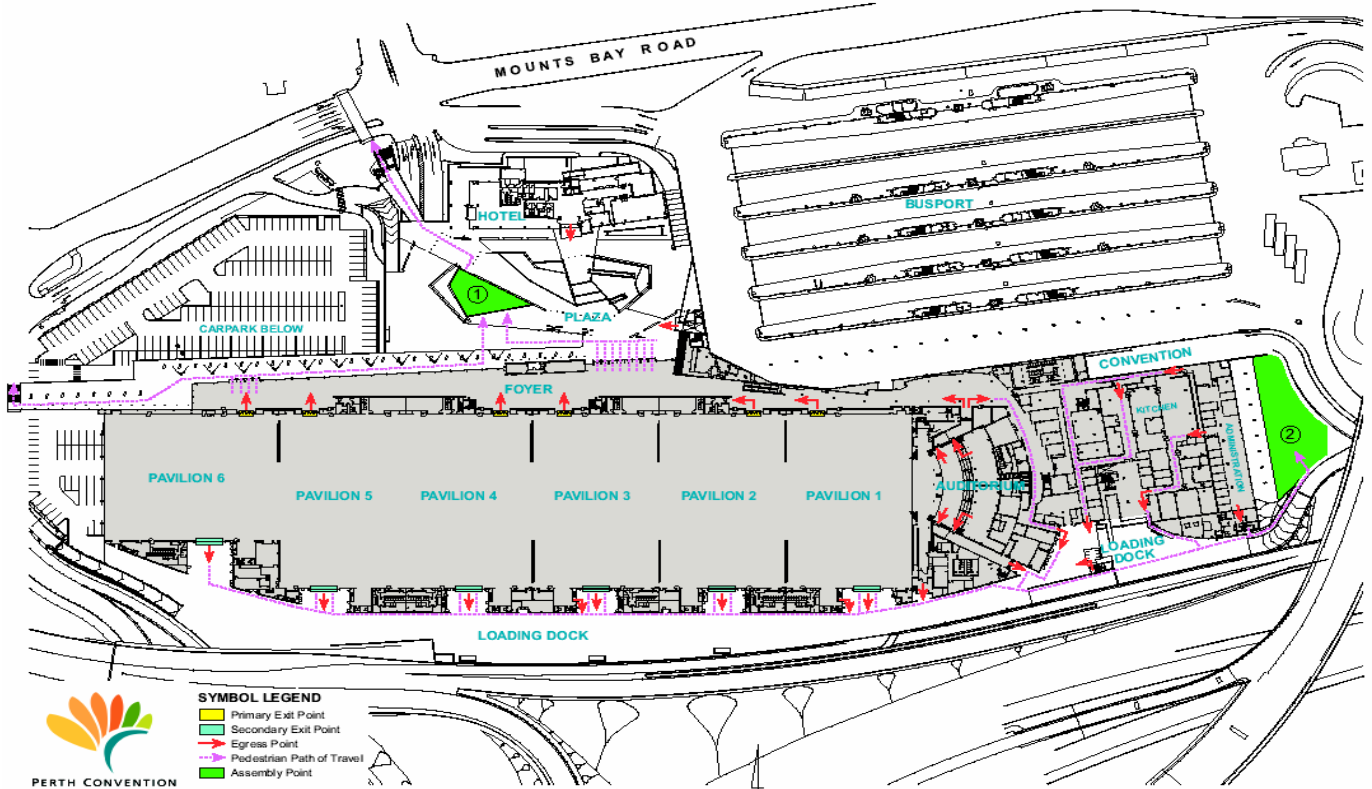 MOUNTS BAY ROAD
HOTEL
BUSPORT
1
PLAZA
CARPARK BELOW
CONVENTION
FOYER
KITCHEN
2
ADMINISTRATION
PAVILION 6
PAVILION 5
PAVILION 4
PAVILION 3
PAVILION 2
PAVILION 1
AUDITORIUM
LOADING
DOCK
LOADING DOCK
SYMBOL LEGEND
Primary Exit Point
Secondary Exit Point
Egress Point
Pedestrian Path of Travel
Assembly Point
PERTH CONVENTION